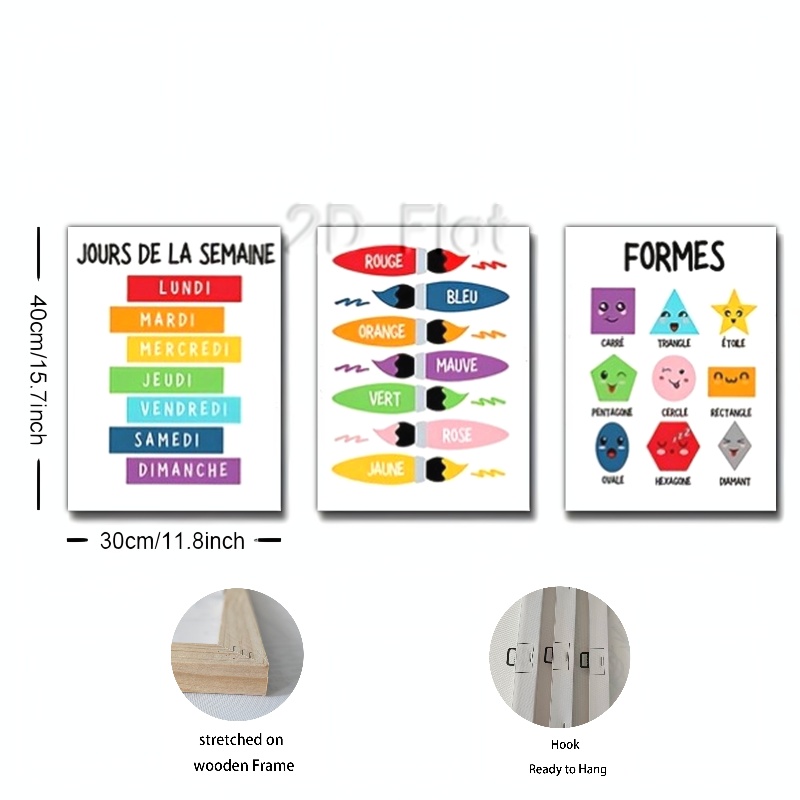 2D Flat
JOURS DE LA SEMAINE
LUNDI
MARDI
MERCREDI
JEUDI
VENDREDI
SAMEDI
DIMANCHE
ROUGE
BLEU
ORANGE
MAUVE
VERT
ROSE
JAUNE
FORMES
CARRÉ TRIANGLE ÉTOILE
PENTAGONE CERCLE RECTANGLE
OVALE HEXAGONE DIAMANT
40cm/15.7inch
30cm/11.8inch
stretched on
wooden Frame
Hook
Ready to Hang